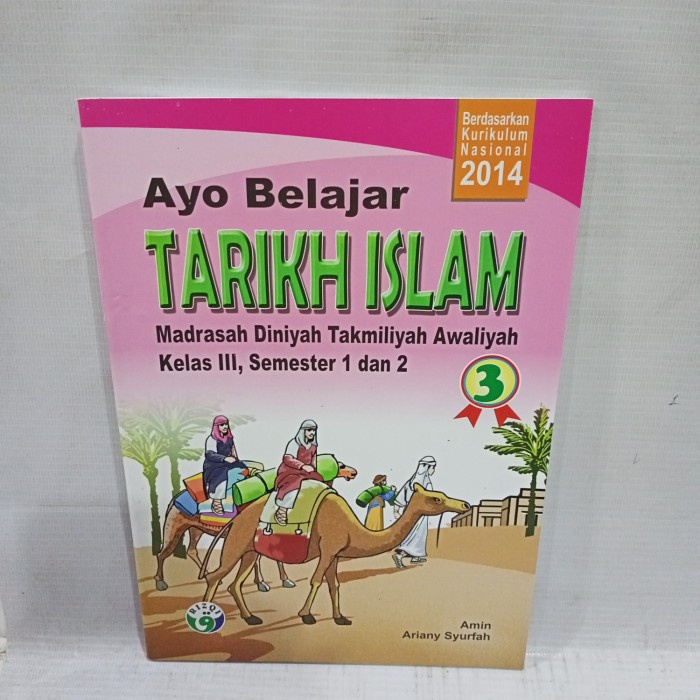 Berdasarkan
Kurikulum
Nasional
2014
Ayo Belajar
TARIKH ISLAM
Madrasah Diniyah Takmiliyah Awaliyah
Kelas III, Semester 1 dan 2
3
RIZQI
Amin
Ariany Syurfah